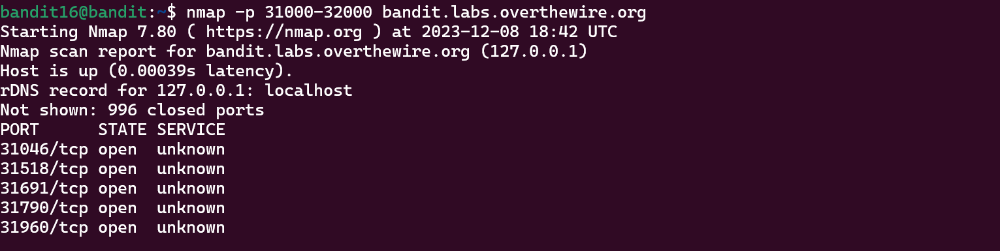 bandit16@bandit:~$ nmap -p 31000-32000 bandit.labs.overthewire.org
Starting Nmap 7.80 ( https://nmap.org ) at 2023-12-08 18:42 UTC
Nmap scan report for bandit.labs.overthewire.org (127.0.0.1)
Host is up (0.00039s latency).
rDNS record for 127.0.0.1: localhost
Not shown: 996 closed ports
PORT      STATE SERVICE
31046/tcp open  unknown
31518/tcp open  unknown
31691/tcp open  unknown
31790/tcp open  unknown
31960/tcp open  unknown